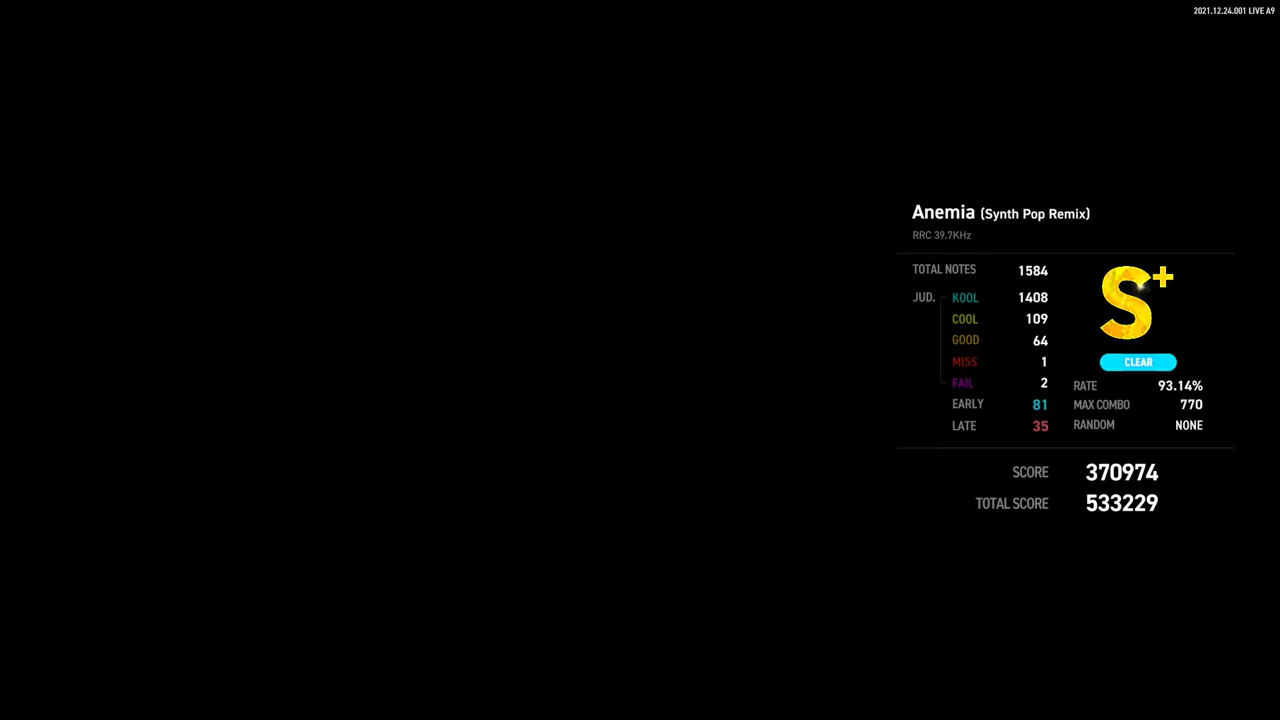 2021.12.24.001 LIVE A9
Anemia (Synth Pop Remix)
RRC 39.7KHz
TOTAL NOTES 1584
JUD. KOOL 1408
COOL 109
GOOD 64
MISS 1
FAIL 2
EARLY 81
LATE 35
S+
CLEAR
RATE 93.14%
MAX COMBO 770
RANDOM NONE
SCORE 370974
TOTAL SCORE 533229